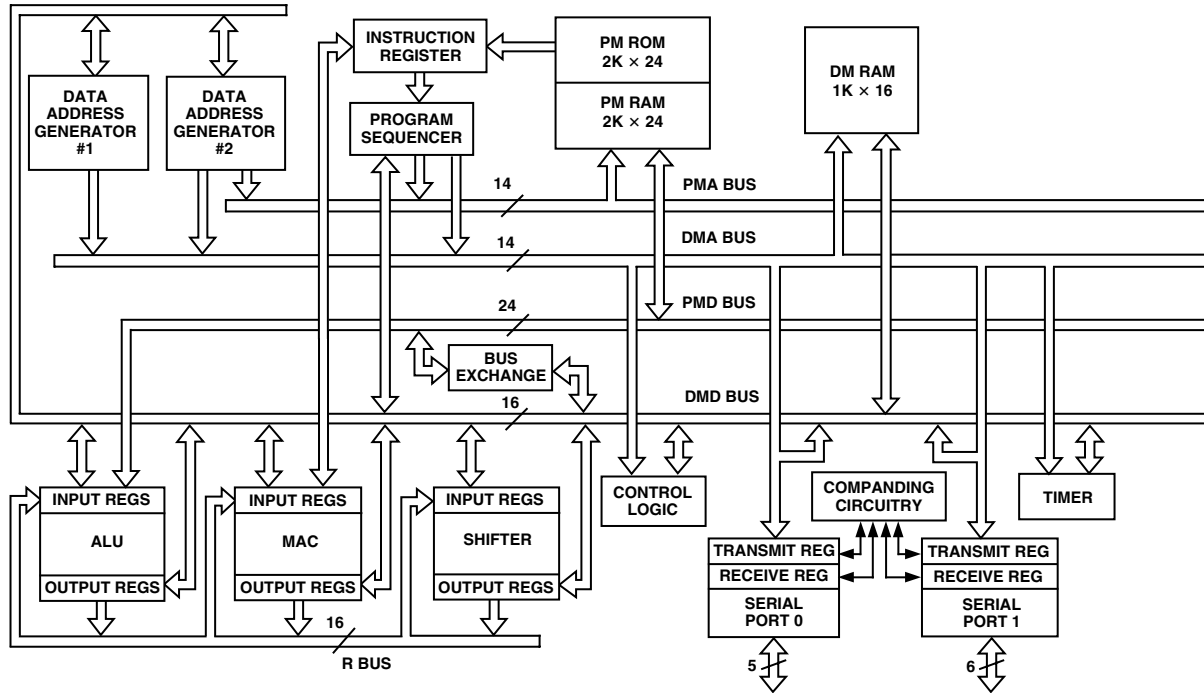 INSTRUCTION
REGISTER
PM ROM
2K × 24
DM RAM
1K × 16
DATA
ADDRESS
GENERATOR
#1
DATA
ADDRESS
GENERATOR
#2
PROGRAM
SEQUENCER
PM RAM
2K × 24
14
PMA BUS
14
DMA BUS
24
PMD BUS
BUS
EXCHANGE
16
DMD BUS
INPUT REGS
ALU
OUTPUT REGS
INPUT REGS
MAC
OUTPUT REGS
INPUT REGS
SHIFTER
OUTPUT REGS
CONTROL
LOGIC
COMPANDING
CIRCUITRY
TIMER
TRANSMIT REG
RECEIVE REG
SERIAL
PORT 0
TRANSMIT REG
RECEIVE REG
SERIAL
PORT 1
16
R BUS
5
6